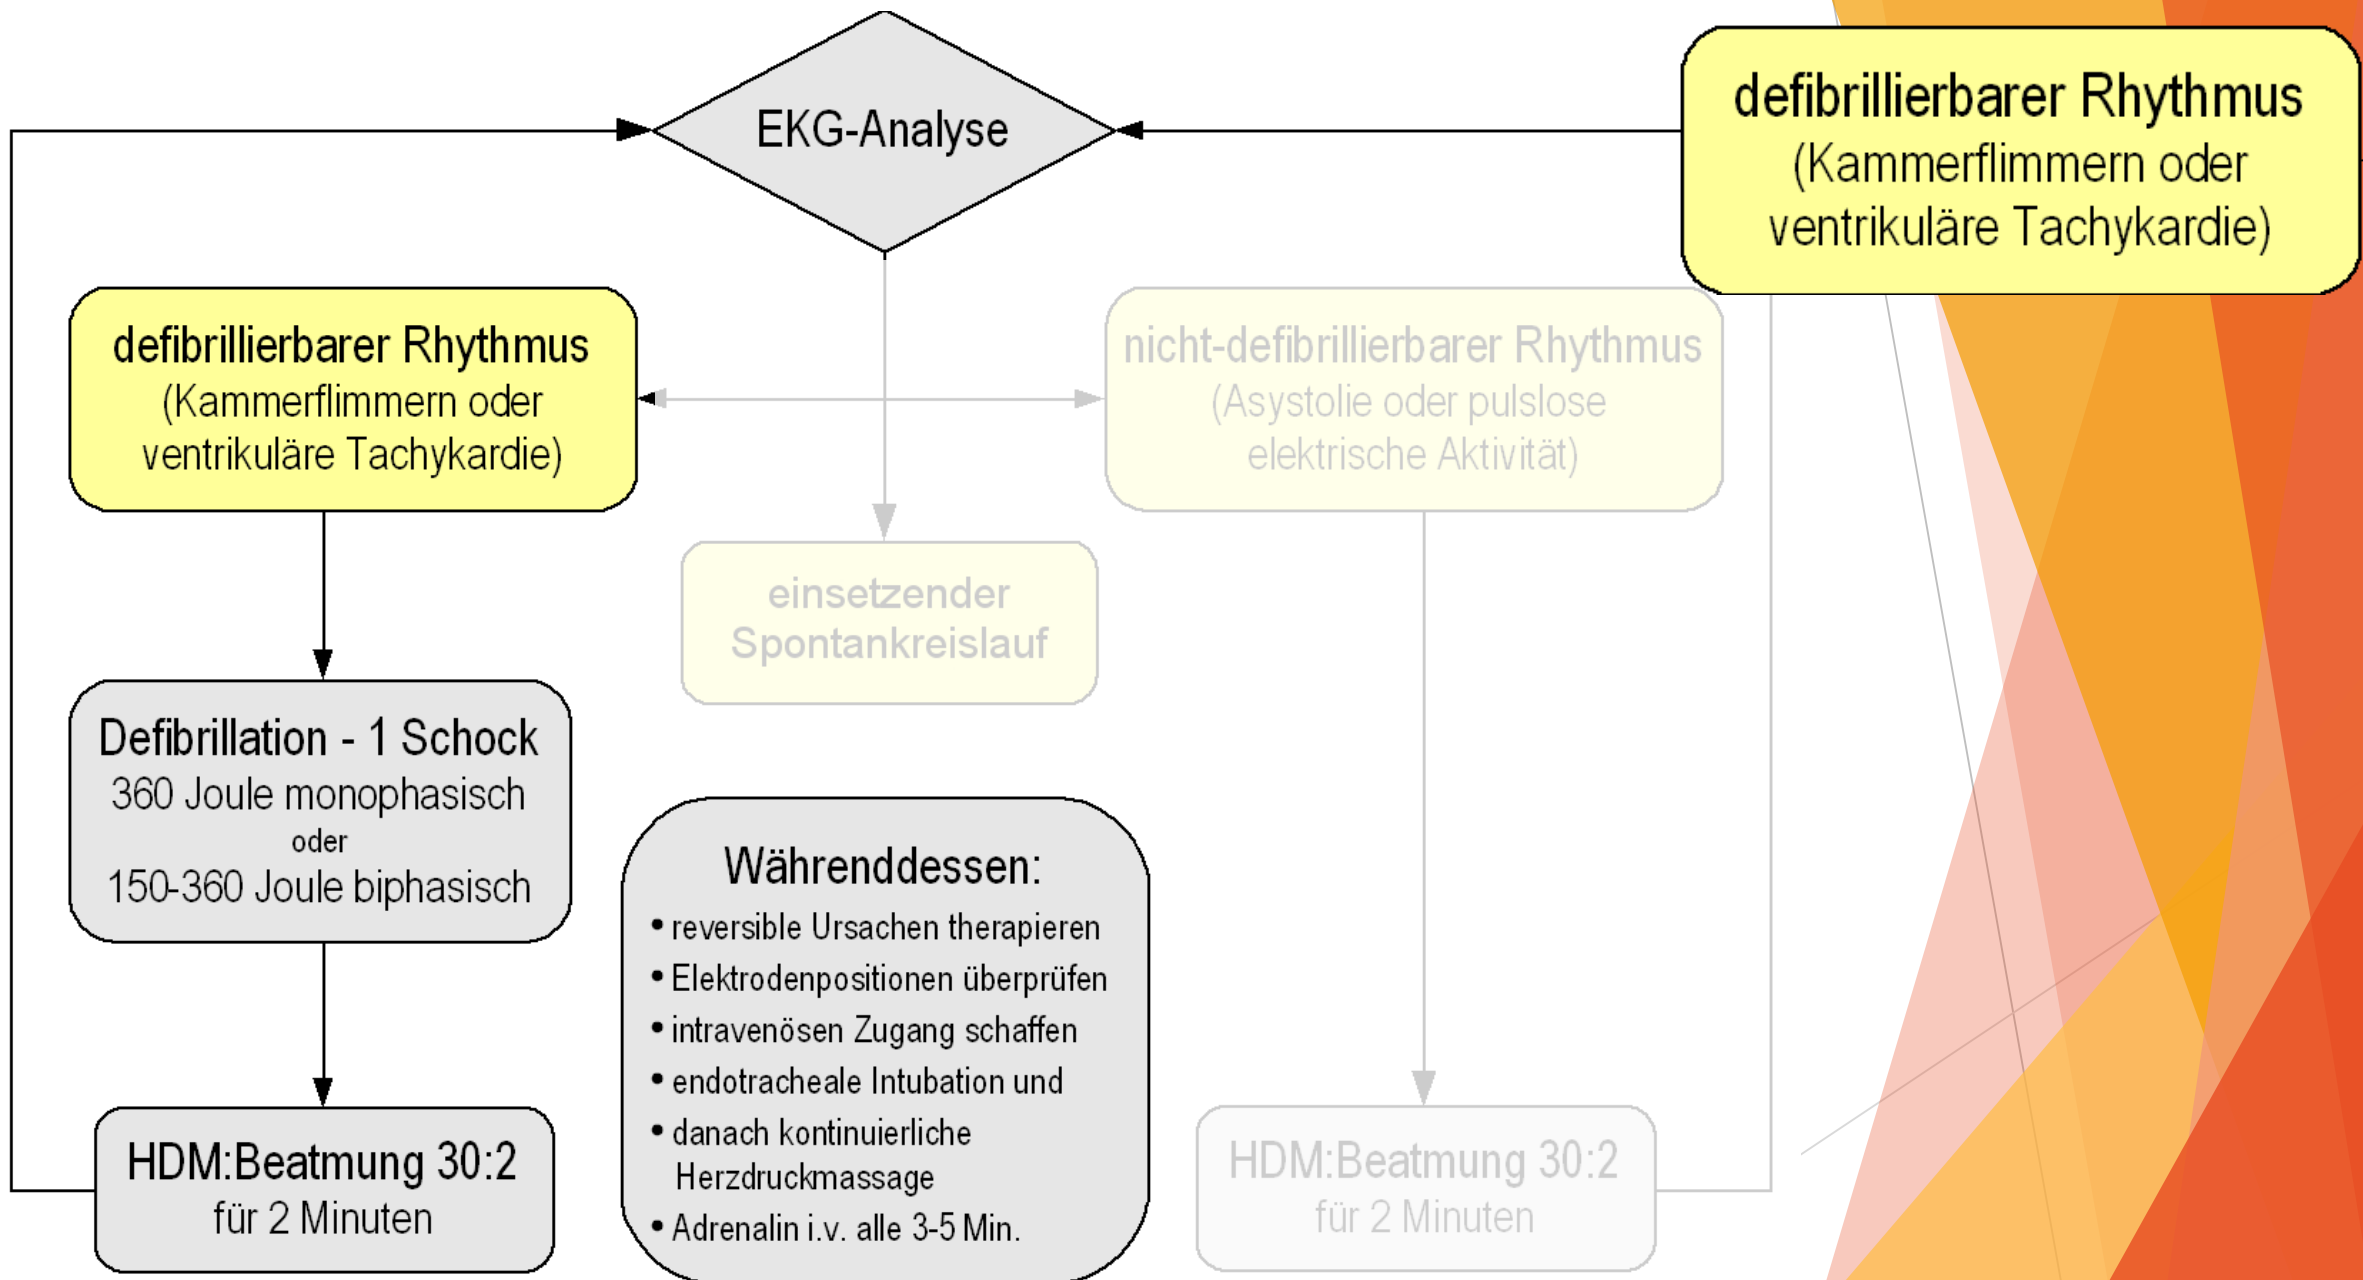 EKG-Analyse
defibrillierbarer Rhythmus
(Kammerflimmern oder
ventrikuläre Tachykardie)
defibrillierbarer Rhythmus
(Kammerflimmern oder
ventrikuläre Tachykardie)
nicht-defibrillierbarer Rhythmus
(Asystolie oder pulslose
elektrische Aktivität)
einsetzender
Spontankreislauf
Defibrillation - 1 Schock
360 Joule monophasisch
oder
150-360 Joule biphasisch
Währenddessen:
• reversible Ursachen therapieren
• Elektrodenpositionen überprüfen
• intravenösen Zugang schaffen
• endotracheale Intubation und
• danach kontinuierliche
Herzdruckmassage
• Adrenalin i.v. alle 3-5 Min.
HDM:Beatmung 30:2
für 2 Minuten
HDM:Beatmung 30:2
für 2 Minuten